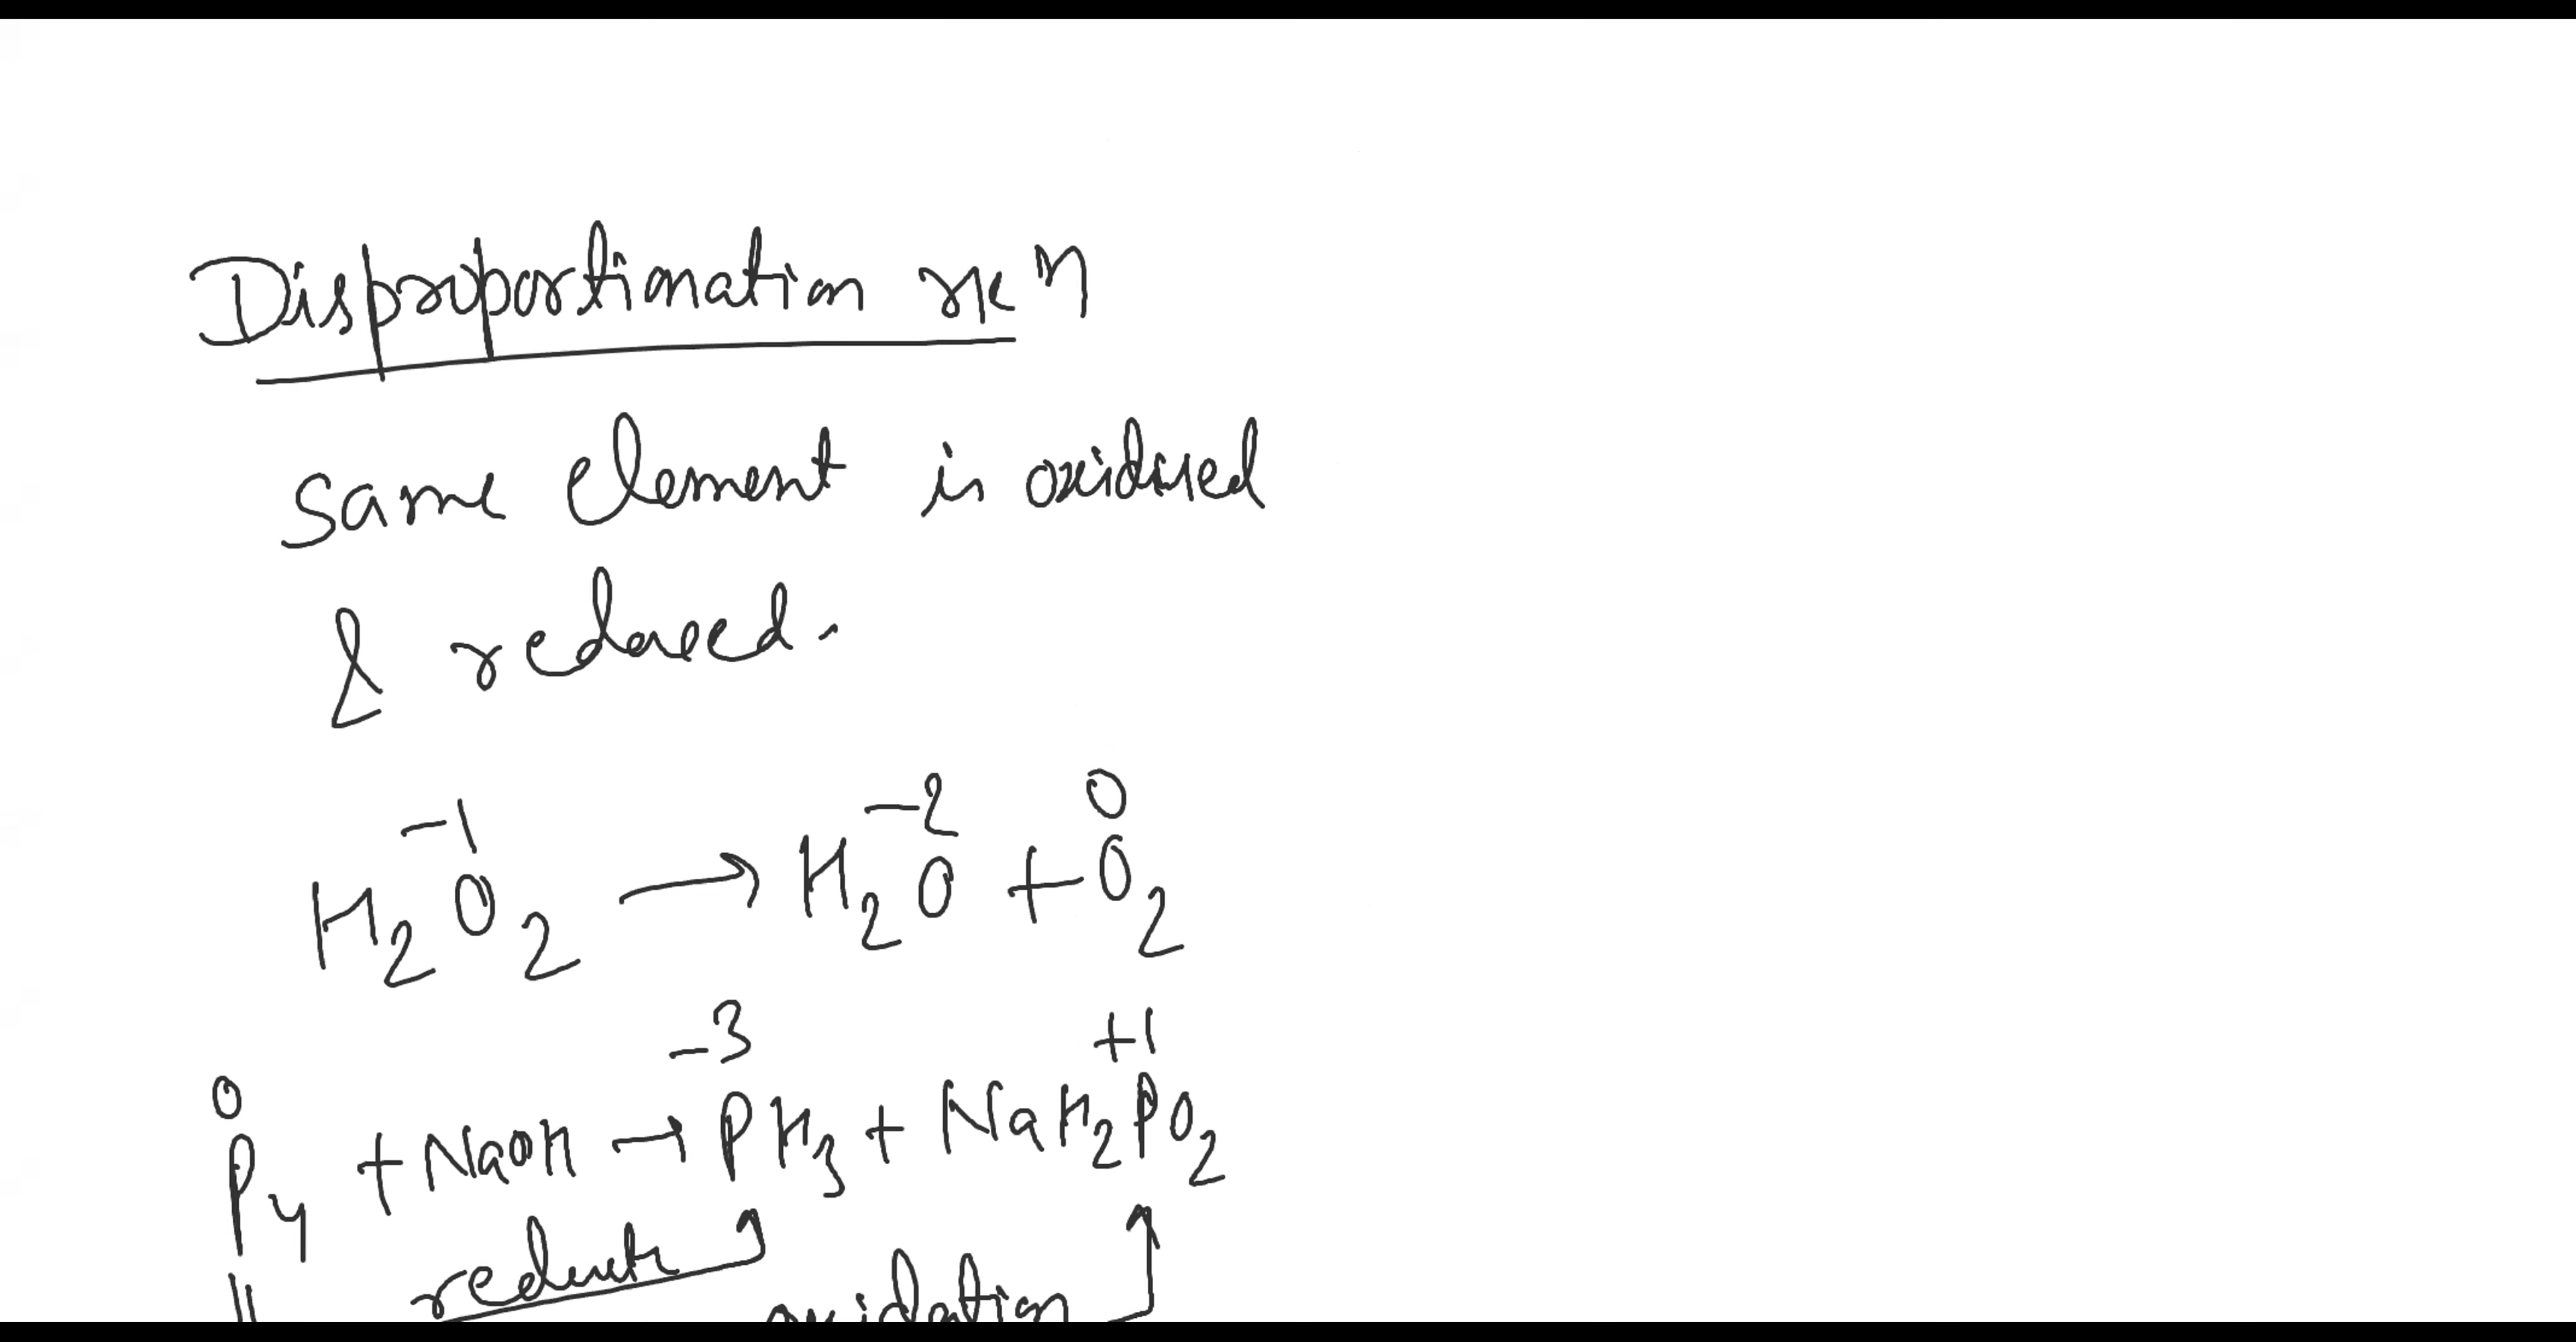 Disproportionation rxⁿ
same element is oxidised
& reduced.
-1 -2 0
H₂O₂ → H₂O + O₂
-3 +1
0
P₄ + NaOH → PH₃ + NaH₂PO₂
oxidation